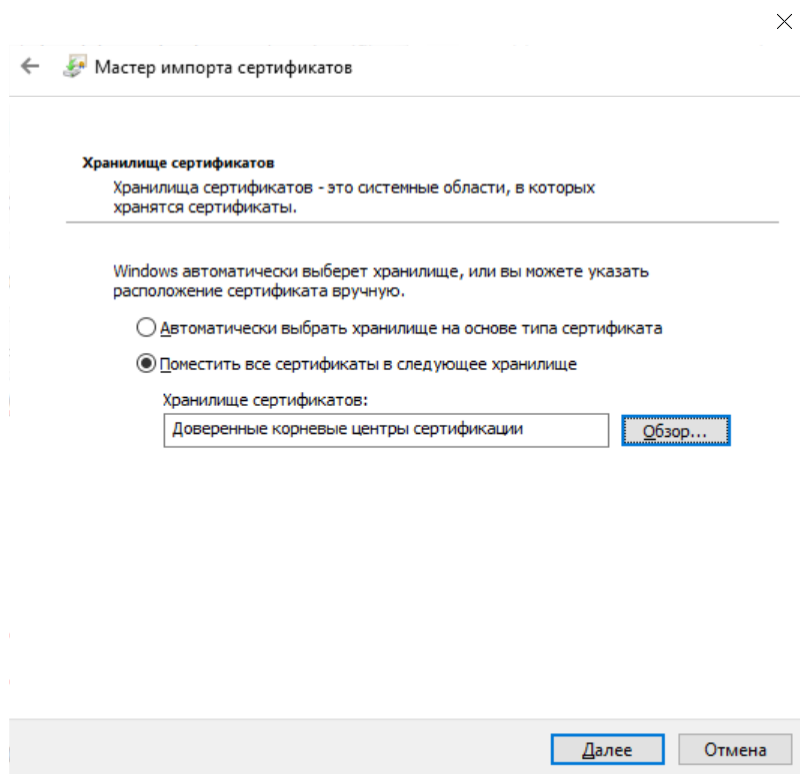 Мастер импорта сертификатов
Хранилище сертификатов
Хранилища сертификатов - это системные области, в которых
хранятся сертификаты.
Windows автоматически выберет хранилище, или вы можете указать
расположение сертификата вручную.
Автоматически выбрать хранилище на основе типа сертификата
Поместить все сертификаты в следующее хранилище
Хранилище сертификатов:
Доверенные корневые центры сертификации
Обзор...
Далее
Отмена